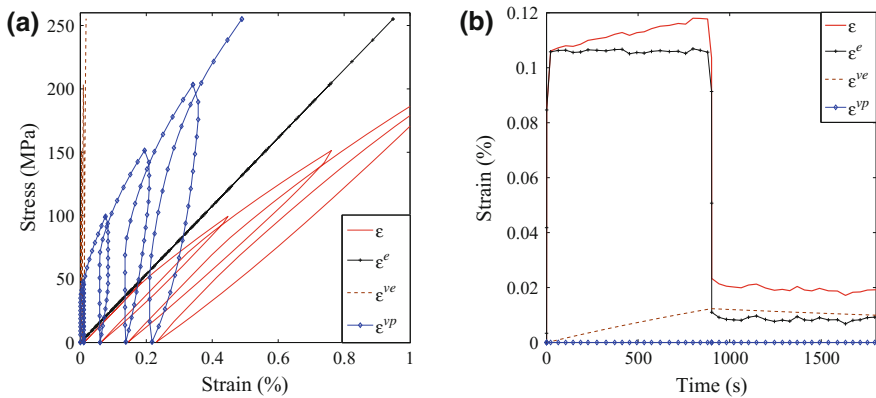 (a)
250
200
150
100
50
0
Stress (MPa)
0 0.2 0.4 0.6 0.8 1
Strain (%)
ε
ε^e
ε^ve
ε^vp
(b)
0.12
0.1
0.08
0.06
0.04
0.02
0
Strain (%)
0 500 1000 1500
Time (s)
ε
ε^e
ε^ve
ε^vp